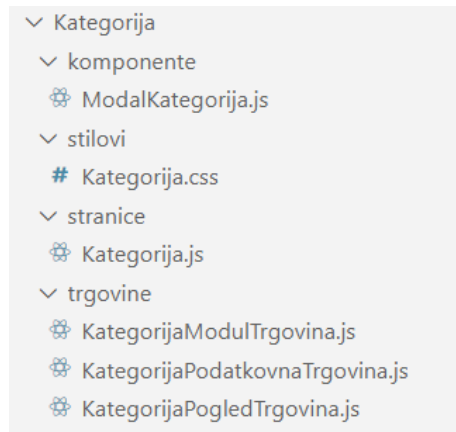 Kategorija
komponente
ModalKategorija.js
stilovi
# Kategorija.css
stranice
Kategorija.js
trgovine
KategorijaModulTrgovina.js
KategorijaPodatkovnaTrgovina.js
KategorijaPogledTrgovina.js